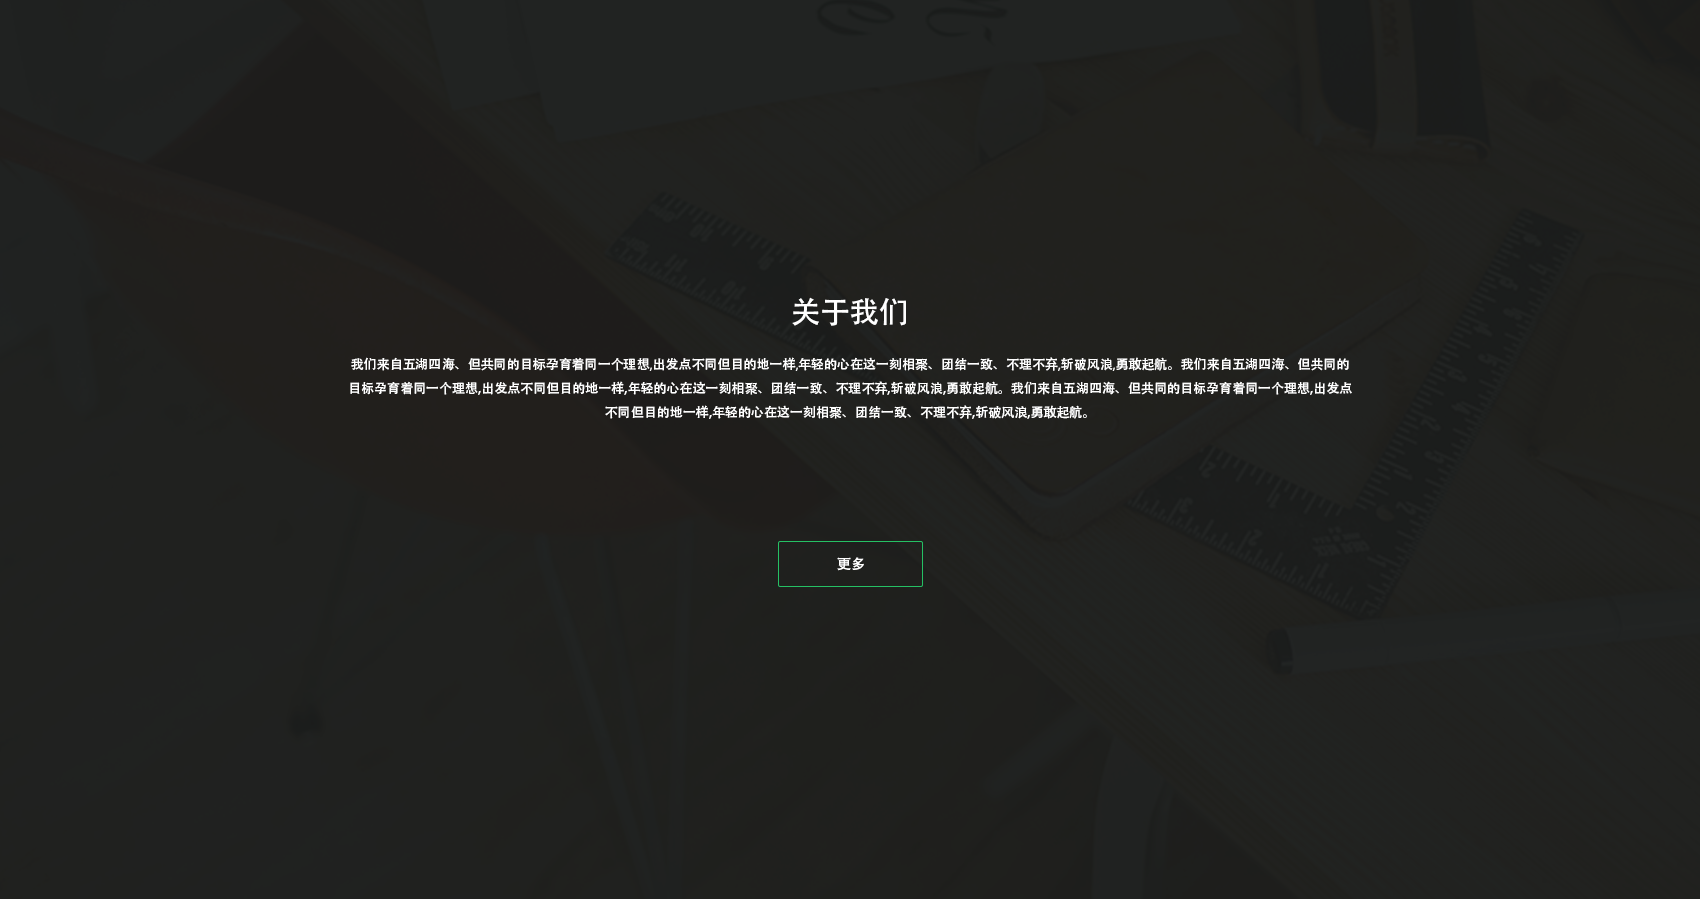 关于我们
我们来自五湖四海、但共同的目标孕育着同一个理想,出发点不同但目的地一样,年轻的心在这一刻相聚、团结一致、不理不弃,斩破风浪,勇敢起航。我们来自五湖四海、但共同的
目标孕育着同一个理想,出发点不同但目的地一样,年轻的心在这一刻相聚、团结一致、不理不弃,斩破风浪,勇敢起航。我们来自五湖四海、但共同的目标孕育着同一个理想,出发点
不同但目的地一样,年轻的心在这一刻相聚、团结一致、不理不弃,斩破风浪,勇敢起航。
更多